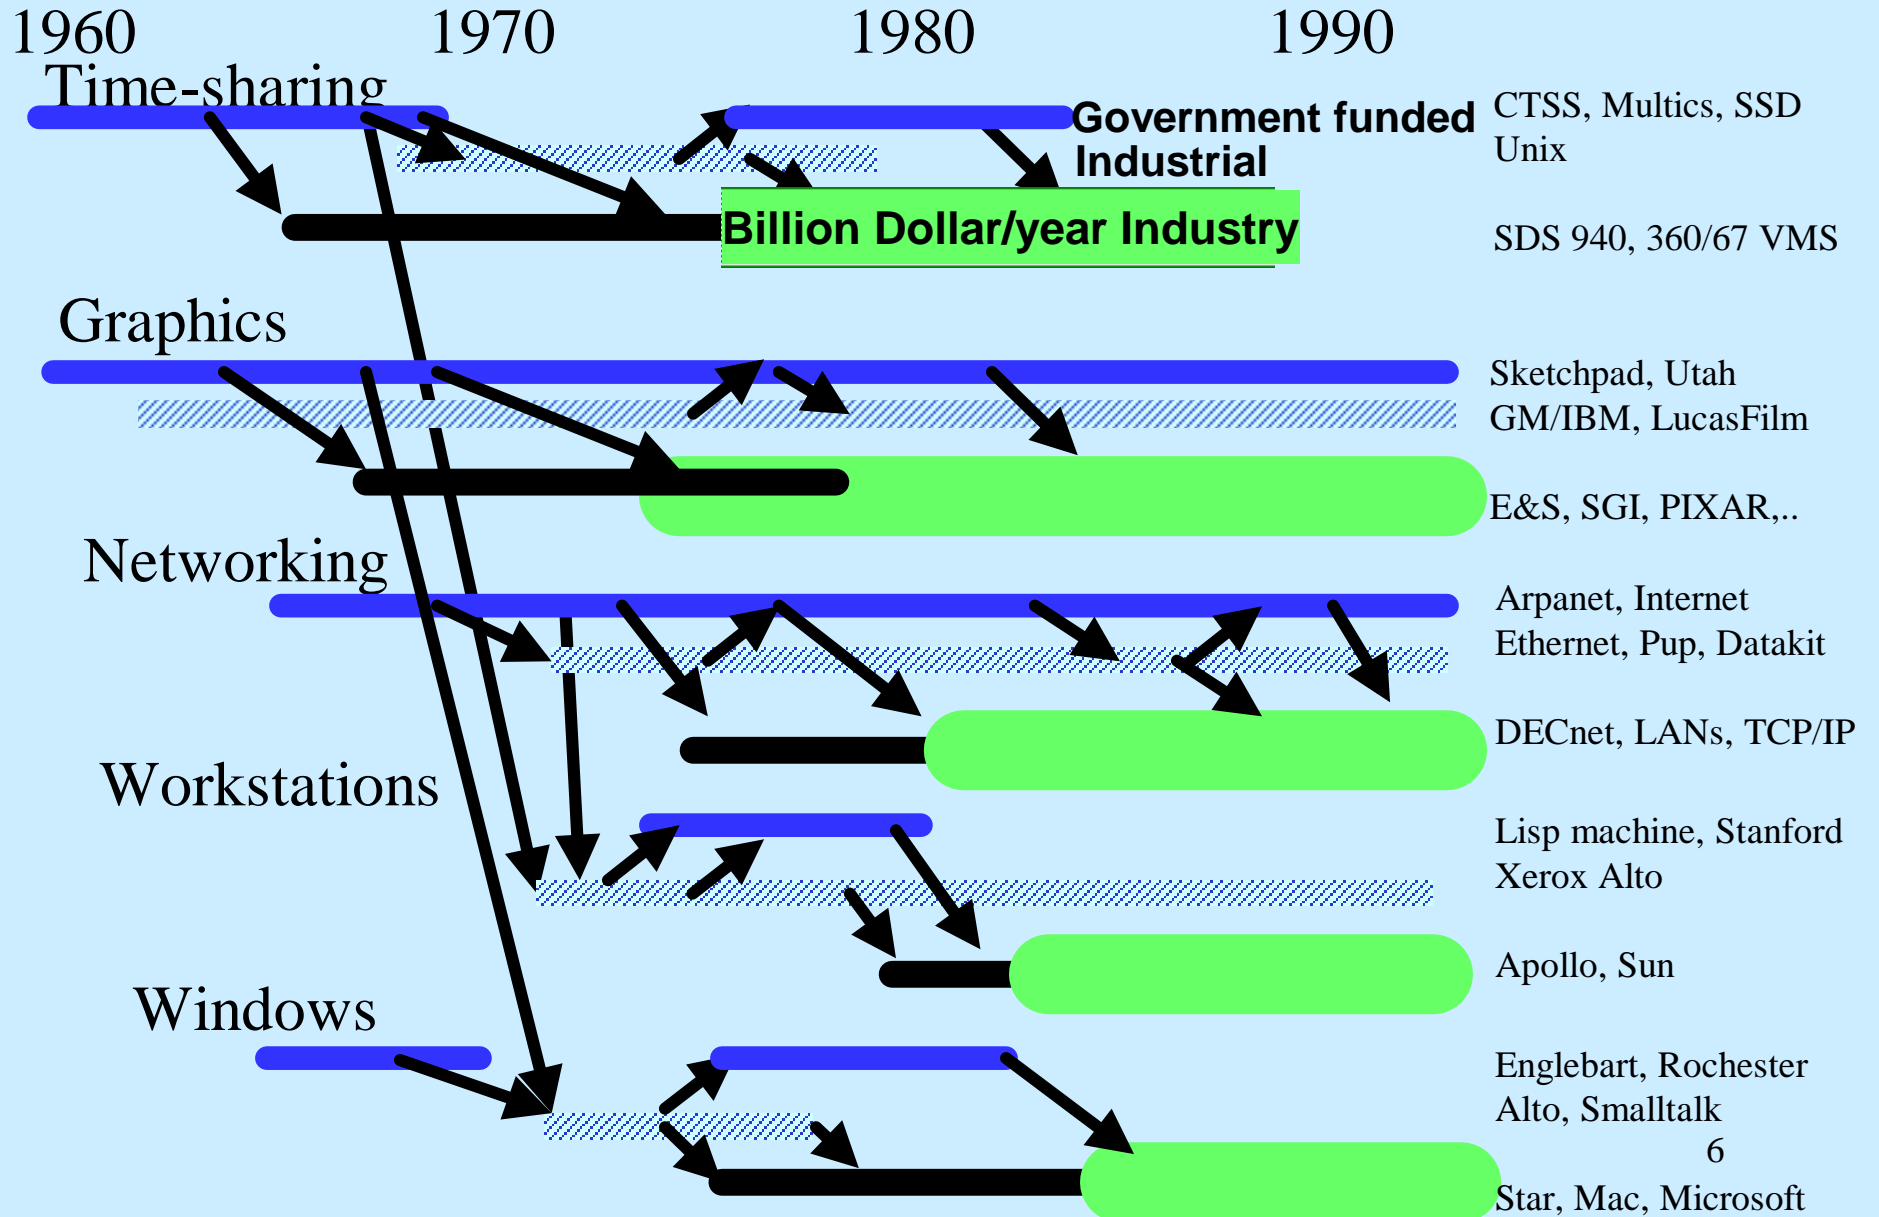 1960 1970 1980 1990
Time-sharing
Government funded
Industrial
CTSS, Multics, SSD
Unix
Billion Dollar/year Industry
SDS 940, 360/67 VMS
Graphics
Sketchpad, Utah
GM/IBM, LucasFilm
E&S, SGI, PIXAR,..
Networking
Arpanet, Internet
Ethernet, Pup, Datakit
DECnet, LANs, TCP/IP
Workstations
Lisp machine, Stanford
Xerox Alto
Apollo, Sun
Windows
Englebart, Rochester
Alto, Smalltalk
6
Star, Mac, Microsoft